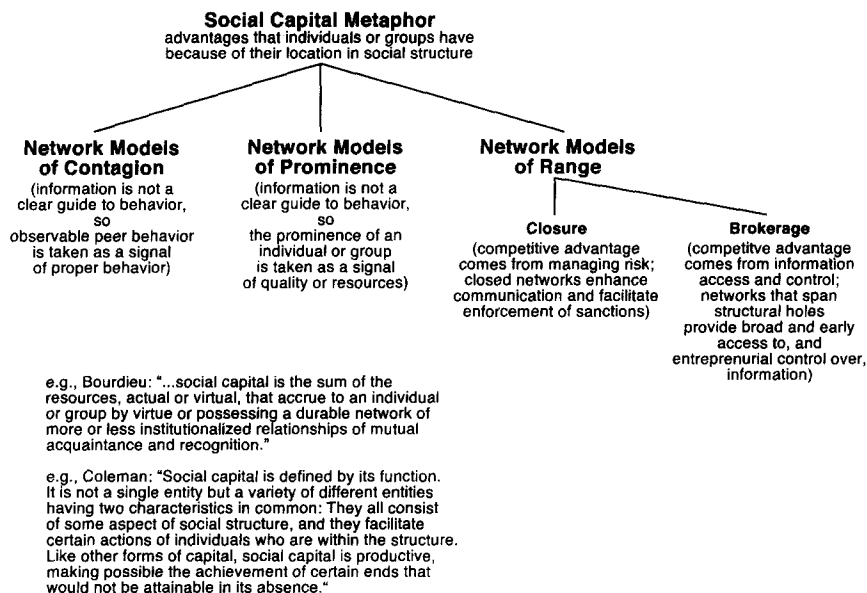 Social Capital Metaphor
advantages that individuals or groups have
because of their location in social structure
Network Models
of Contagion
(information is not a
clear guide to behavior,
so
observable peer behavior
is taken as a signal
of proper behavior)
Network Models
of Prominence
(information is not a
clear guide to behavior,
so
the prominence of an
individual or group
is taken as a signal
of quality or resources)
Network Models
of Range
Closure
(competitive advantage
comes from managing risk;
closed networks enhance
communication and facilitate
enforcement of sanctions)
Brokerage
(competitve advantage
comes from information
access and control;
networks that span
structural holes
provide broad and early
access to, and
entreprenurial control over,
information)
e.g., Bourdieu: "...social capital is the sum of the
resources, actual or virtual, that accrue to an individual
or group by virtue or possessing a durable network of
more or less institutionalized relationships of mutual
acquaintance and recognition."
e.g., Coleman: "Social capital is defined by its function.
It is not a single entity but a variety of different entities
having two characteristics in common: They all consist
of some aspect of social structure, and they facilitate
certain actions of individuals who are within the structure.
Like other forms of capital, social capital is productive,
making possible the achievement of certain ends that
would not be attainable in its absence."